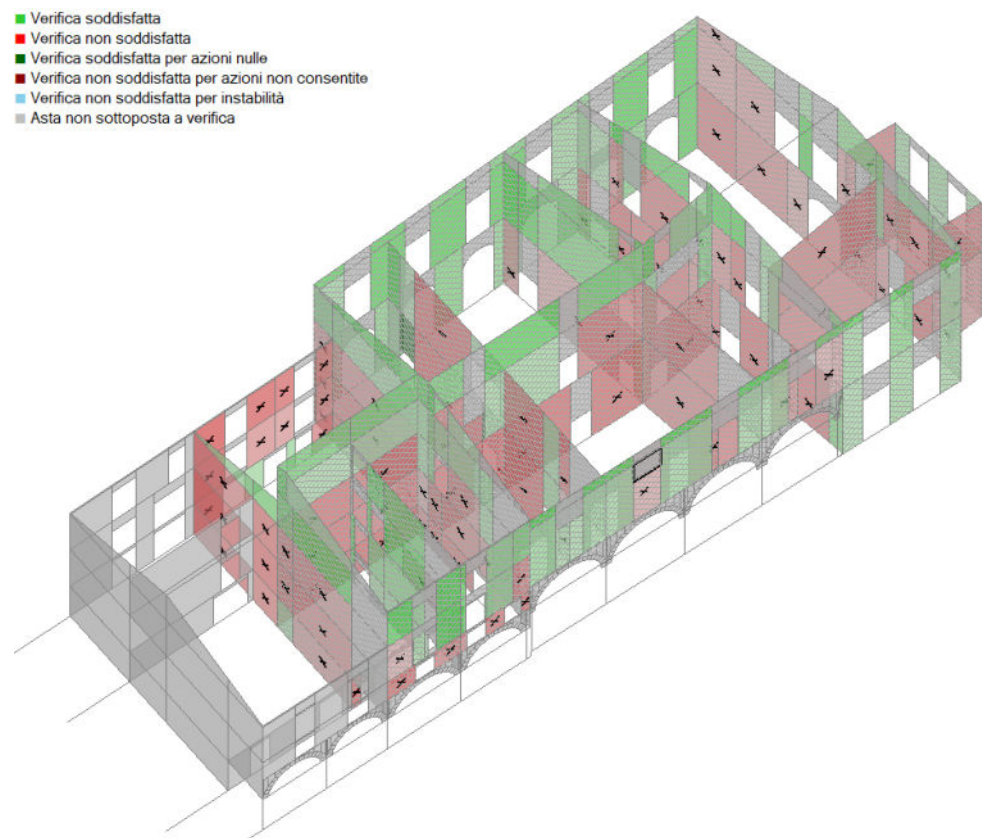 Verifica soddisfatta
Verifica non soddisfatta
Verifica soddisfatta per azioni nulle
Verifica non soddisfatta per azioni non consentite
Verifica non soddisfatta per instabilità
Asta non sottoposta a verifica